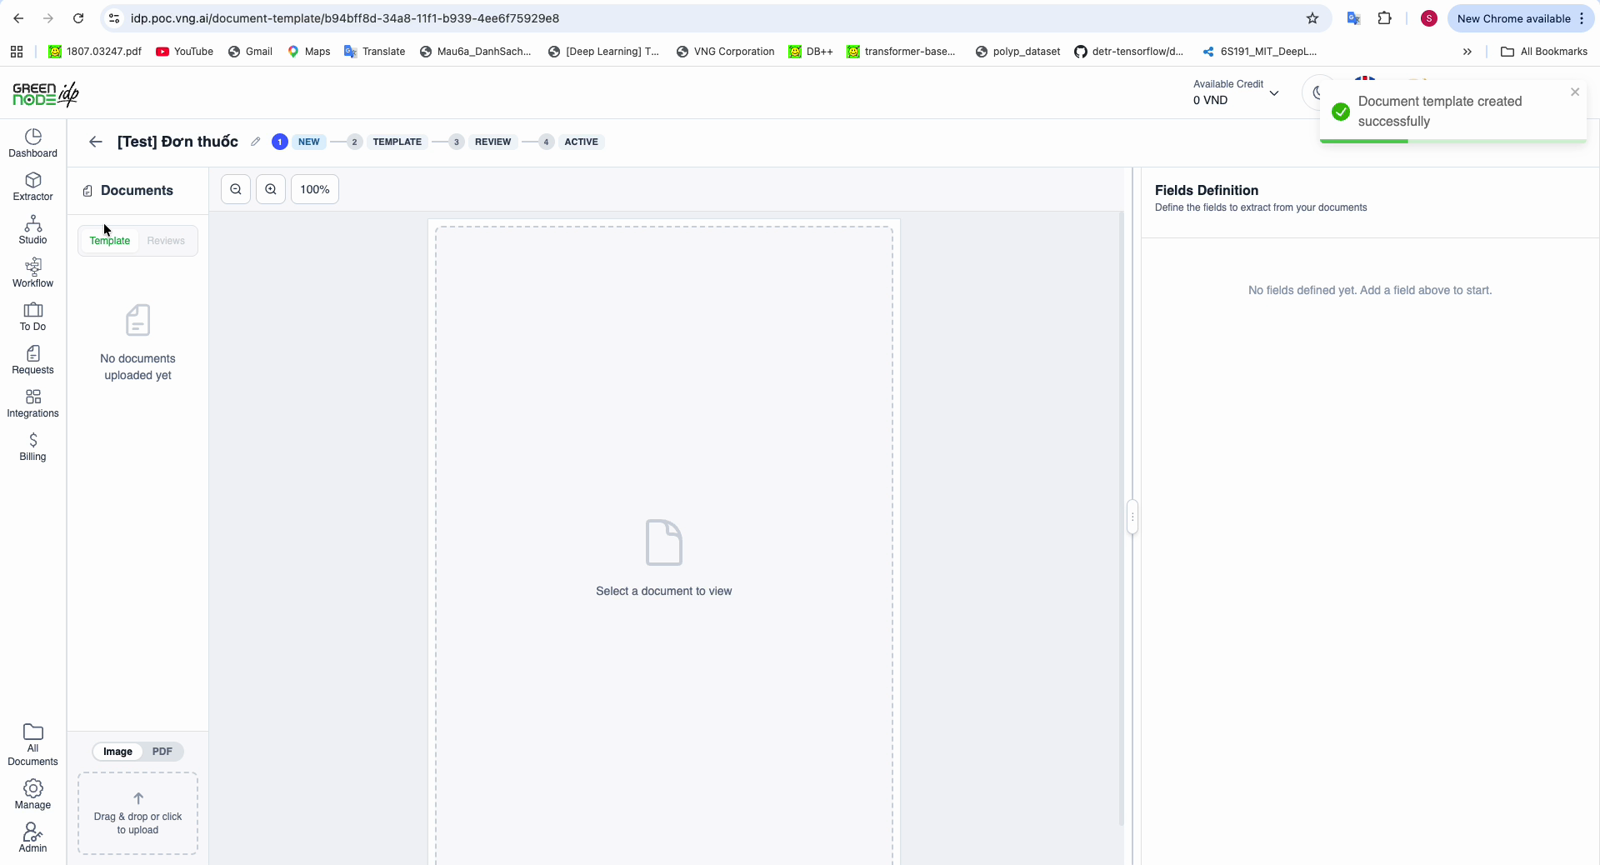 idp.poc.vng.ai/document-template/b94bff8d-34a8-11f1-b939-4ee6f75929e8
S
New Chrome available
1807.03247.pdf
YouTube
Gmail
Maps
Translate
Mau6a_DanhSach...
[Deep Learning] T...
VNG Corporation
DB++
transformer-base...
polyp_dataset
detr-tensorflow/d...
6S191_MIT_DeepL...
»
All Bookmarks
GREEN
NODE idp
Available Credit
0 VND
Document template created
successfully
[Test] Đơn thuốc
1 NEW
2 TEMPLATE
3 REVIEW
4 ACTIVE
Dashboard
Extractor
Studio
Workflow
To Do
Requests
Integrations
Billing
All
Documents
Manage
Admin
Documents
Template
Reviews
No documents
uploaded yet
Image
PDF
Drag & drop or click
to upload
100%
Select a document to view
Fields Definition
Define the fields to extract from your documents
No fields defined yet. Add a field above to start.